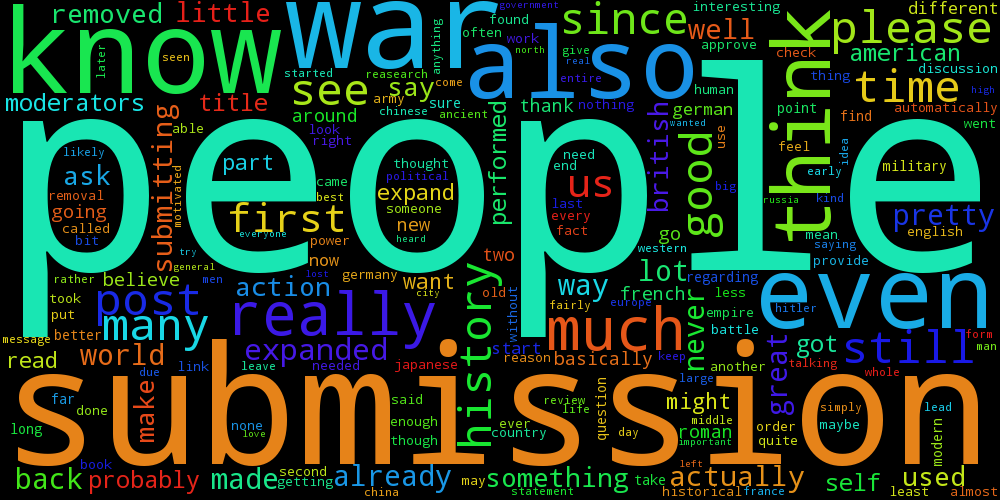 people
submission
know
war
also
think
even
really
much
history
good
still
since
please
time
see
first
post
many
us
lot
way
never
great
got
removed
little
title
moderators
say
around
ask
part
expand
new
submitting
performed
british
well
american
different
interesting
approve
check
thing
discussion
high
automatically
point
find
went
human
german
use
idea
feel
early
kind
russia
military
pretty
english
mean
saying
provide
government
found
often
work
north
give
real
entire
anything
come
started
reasearch
army
chinese
sure
ancient
thank
nothing
wanted
look
right
later
seen
able
likely
removal
going
called
bit
motivated
thought
political
someone
heard
came
best
power
now
everyone
need
end
last
every
fact
big
go
western
regarding
less
empire
battle
hitler
french
europe
two
old
without
fairly
start
reason
basically
keep
want
city
germany
lost
action
men
general
try
believe
rather
took
put
better
message
read
world
link
due
make
expanded
leave
needed
japanese
another
large
talking
whole
form
man
far
done
long
none
love
said
enough
though
ever
country
review
life
day
question
might
middle
roman
important
order
quite
simply
maybe
lead
modern
back
probably
book
made
second
getting
already
china
may
something
statement
take
left
actually
historical
france
self
used
least
almost